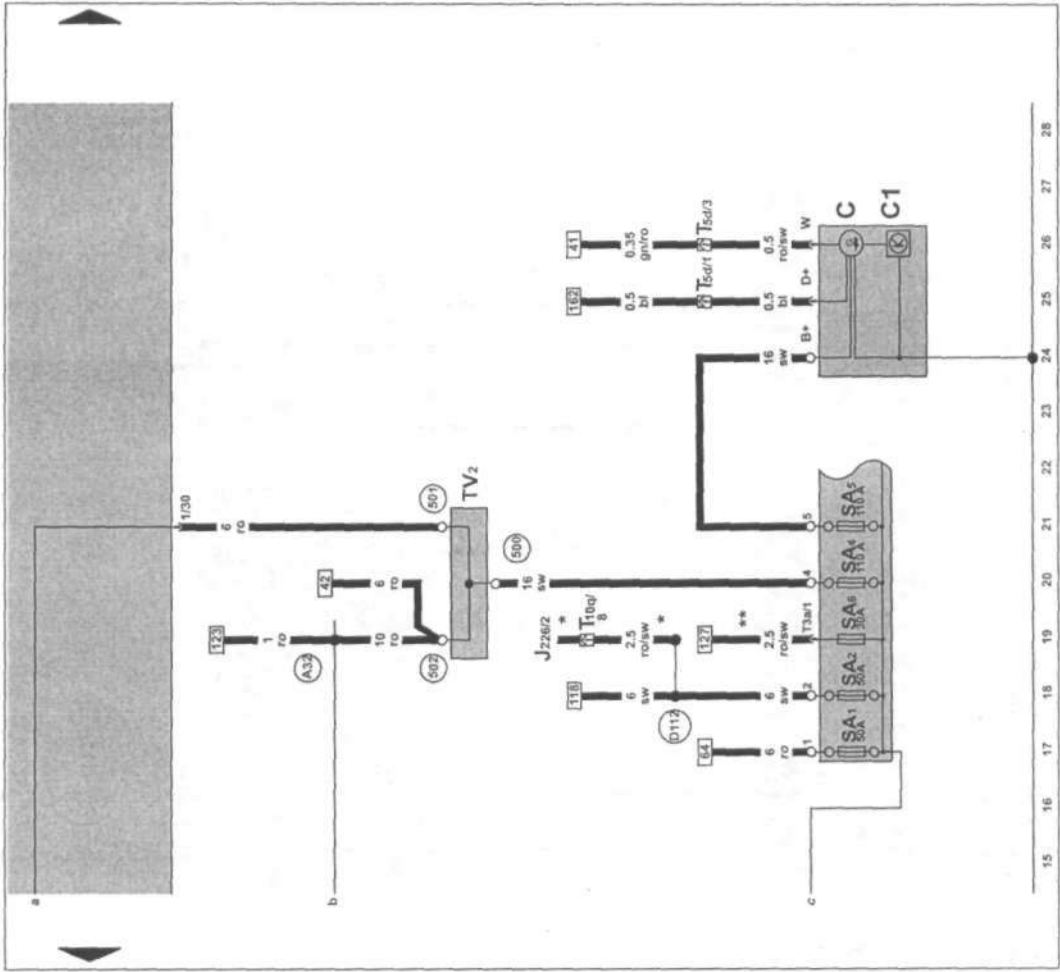 a
1/30
6
ro
123
1
ro
A32
10
ro
42
6
ro
b
502
501
TV2
500
16
sw
J226/2
*
T10q/
8
2.5
ro/sw
*
118
6
sw
D112
6
sw
127
**
2.5
ro/sw
64
6
ro
1
2
T3a/1
4
5
SA1
50A
SA2
SA6
30A
SA4
110 A
SA5
110 A
c
41
0.35
gn/ro
T5d/3
0.5
ro/sw
W
162
0.5
bl
T5d/1
0.5
bl
D+
16
sw
B+
C
C1
G
15
16
17
18
19
20
21
22
23
24
25
26
27
28